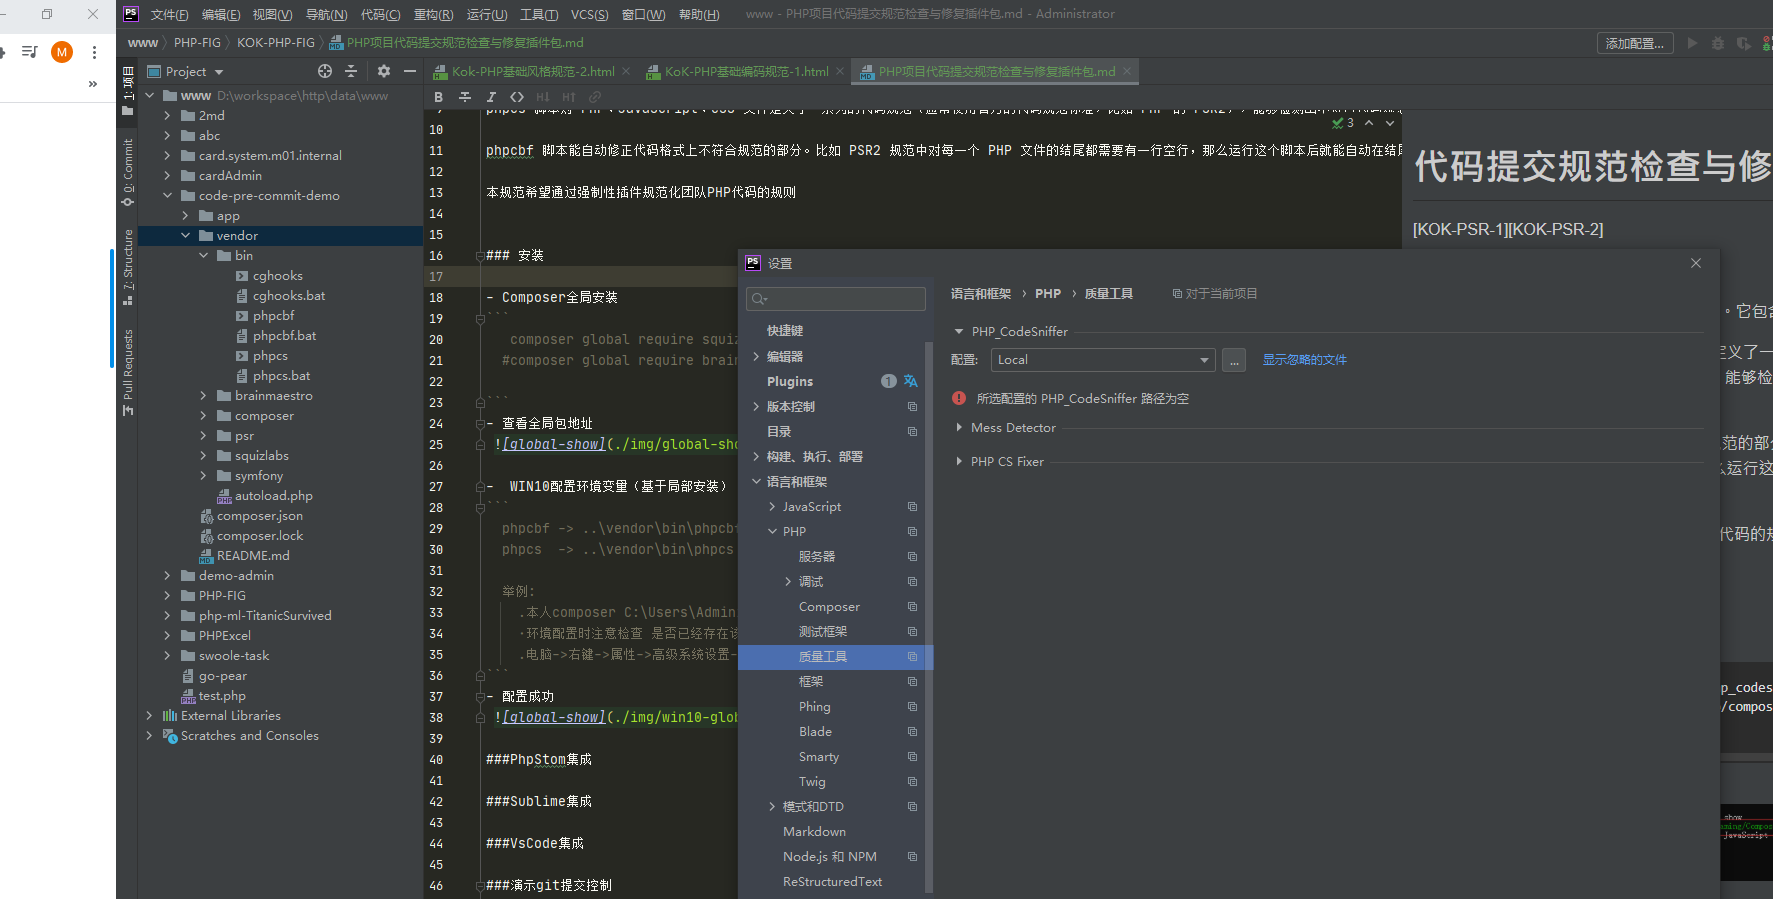 文件(F) 编辑(E) 视图(V) 导航(N) 代码(C) 重构(R) 运行(U) 工具(T) VCS(S) 窗口(W) 帮助(H) www - PHP项目代码提交规范检查与修复插件包.md - Administrator
www PHP-FIG KOK-PHP-FIG PHP项目代码提交规范检查与修复插件包.md 添加配置...
M
Project
Kok-PHP基础风格规范-2.html
KoK-PHP基础编码规范-1.html
PHP项目代码提交规范检查与修复插件包.md
1: 项目
0: Commit
7: Structure
Pull Requests
www D:\workspace\http\data\www
2md
abc
card.system.m01.internal
cardAdmin
code-pre-commit-demo
app
vendor
bin
cghooks
cghooks.bat
phpcbf
phpcbf.bat
phpcs
phpcs.bat
brainmaestro
composer
psr
squizlabs
symfony
autoload.php
composer.json
composer.lock
README.md
demo-admin
PHP-FIG
php-ml-TitanicSurvived
PHPExcel
swoole-task
go-pear
test.php
External Libraries
Scratches and Consoles
B I <> H↓ H↑
3
10
11 phpcbf 脚本能自动修正代码格式上不符合规范的部分。比如 PSR2 规范中对每一个 PHP 文件的结尾都需要有一行空行，那么运行这个脚本后就能自动在结尾
12
13 本规范希望通过强制性插件规范化团队PHP代码的规则
14
15
16 ### 安装
17
18 - Composer全局安装
19 ```
20 composer global require squiz
21 #composer global require brain
22
23 ```
24 - 查看全局包地址
25 ![global-show](./img/global-sho
26
27 - WIN10配置环境变量（基于局部安装）
28 ```
29 phpcbf -> ..\vendor\bin\phpcbf
30 phpcs -> ..\vendor\bin\phpcs
31
32 举例：
33 .本人composer C:\Users\Admin
34 ·环境配置时注意检查 是否已经存在该
35 .电脑->右键->属性->高级系统设置-
36 ```
37 - 配置成功
38 ![global-show](./img/win10-glob
39
40 ###PhpStom集成
41
42 ###Sublime集成
43
44 ###VsCode集成
45
46 ###演示git提交控制
代码提交规范检查与修
[KOK-PSR-1][KOK-PSR-2]
。它包含
定义了一
能够检
范的部分
么运行这
代码的规
p_codes
/compos
show
aming/Compos
javaScript
设置
快捷键
编辑器
Plugins 1
版本控制
目录
构建、执行、部署
语言和框架
JavaScript
PHP
服务器
调试
Composer
测试框架
质量工具
框架
Phing
Blade
Smarty
Twig
模式和DTD
Markdown
Node.js 和 NPM
ReStructuredText
语言和框架 › PHP › 质量工具 对于当前项目
PHP_CodeSniffer
配置: Local ... 显示忽略的文件
所选配置的 PHP_CodeSniffer 路径为空
Mess Detector
PHP CS Fixer